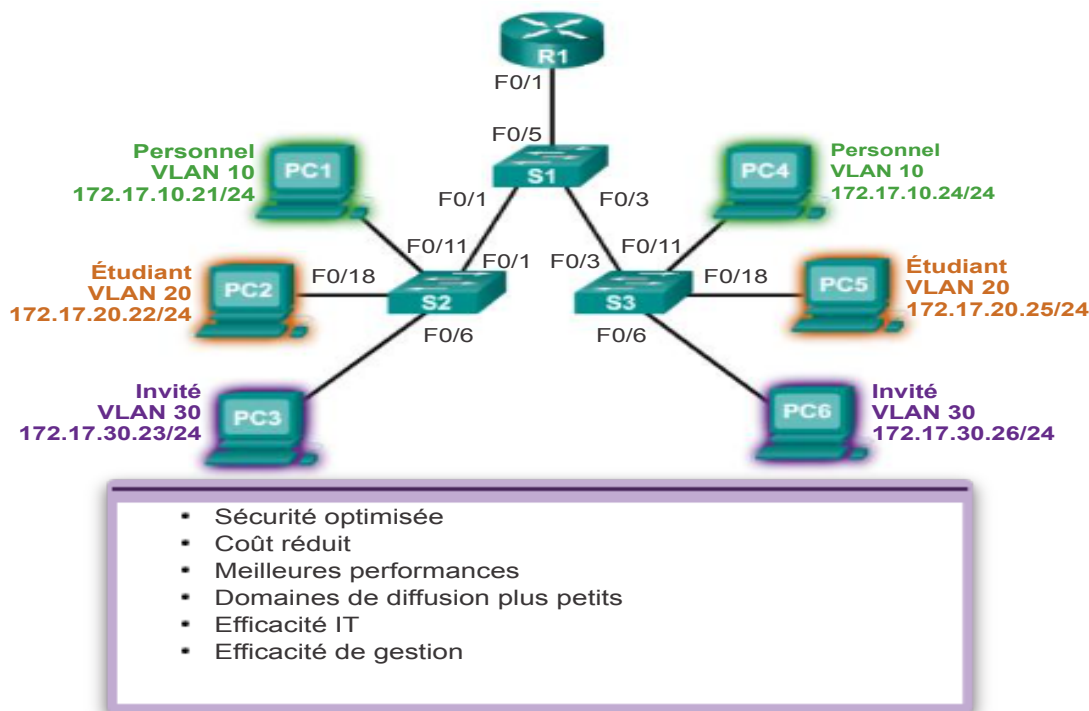 R1
F0/1
F0/5
S1
Personnel
VLAN 10
172.17.10.21/24
PC1
PC4
Personnel
VLAN 10
172.17.10.24/24
F0/1
F0/3
F0/11
F0/1
F0/3
F0/11
Étudiant
VLAN 20
172.17.20.22/24
PC2
F0/18
S2
S3
F0/18
PC5
Étudiant
VLAN 20
172.17.20.25/24
F0/6
F0/6
Invité
VLAN 30
172.17.30.23/24
PC3
PC6
Invité
VLAN 30
172.17.30.26/24
• Sécurité optimisée
• Coût réduit
• Meilleures performances
• Domaines de diffusion plus petits
• Efficacité IT
• Efficacité de gestion